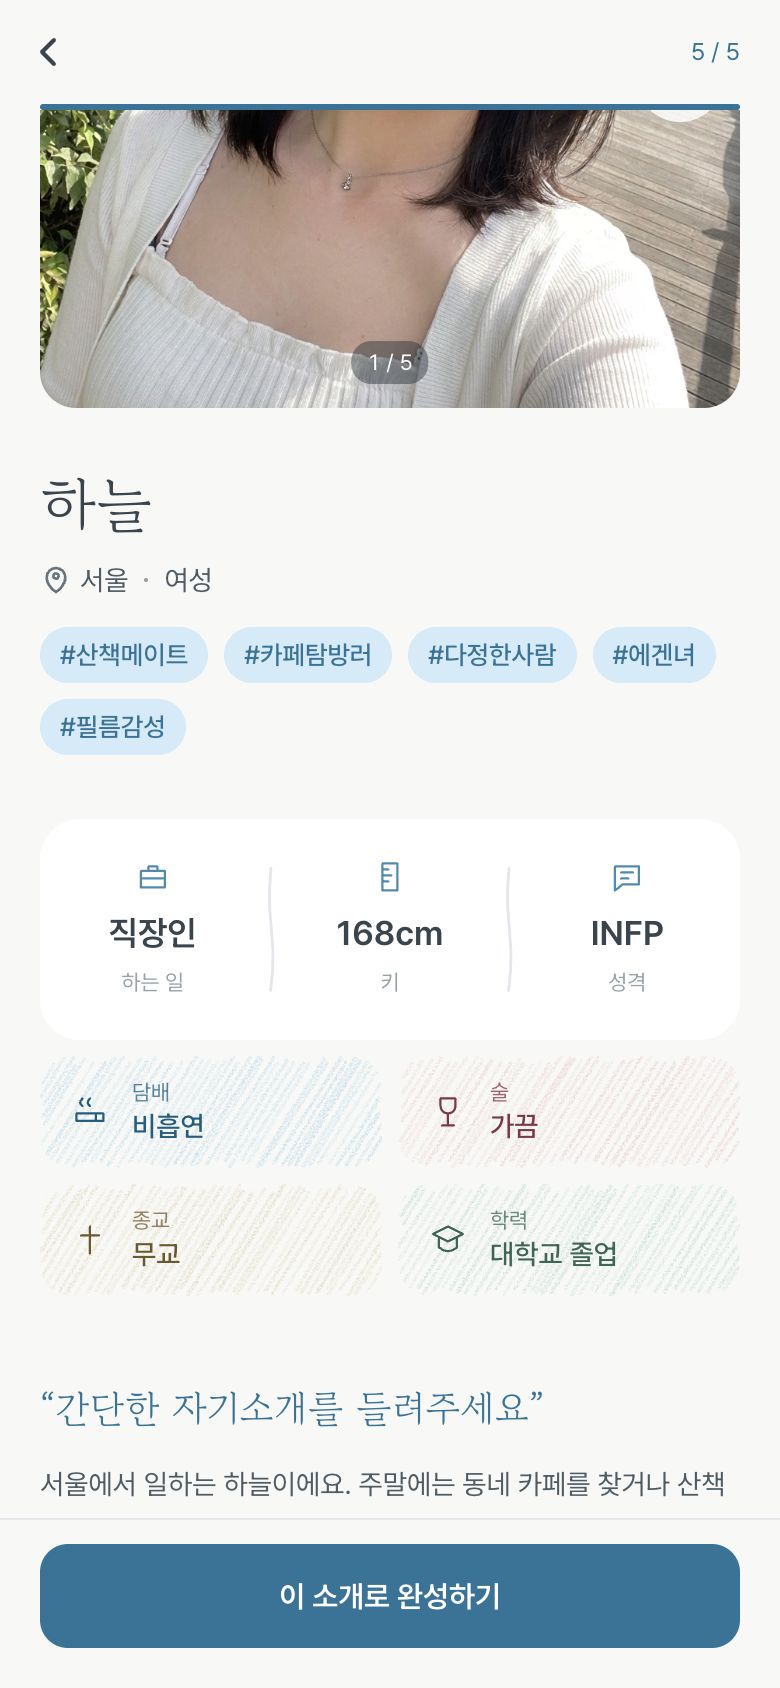 5 / 5
1 / 5
하늘
서울 · 여성
#산책메이트 #카페탐방러 #다정한사람 #에겐녀
#필름감성
직장인 168cm INFP
하는 일 키 성격
담배 술
비흡연 가끔
종교 학력
무교 대학교 졸업
“간단한 자기소개를 들려주세요”
서울에서 일하는 하늘이에요. 주말에는 동네 카페를 찾거나 산책
이 소개로 완성하기